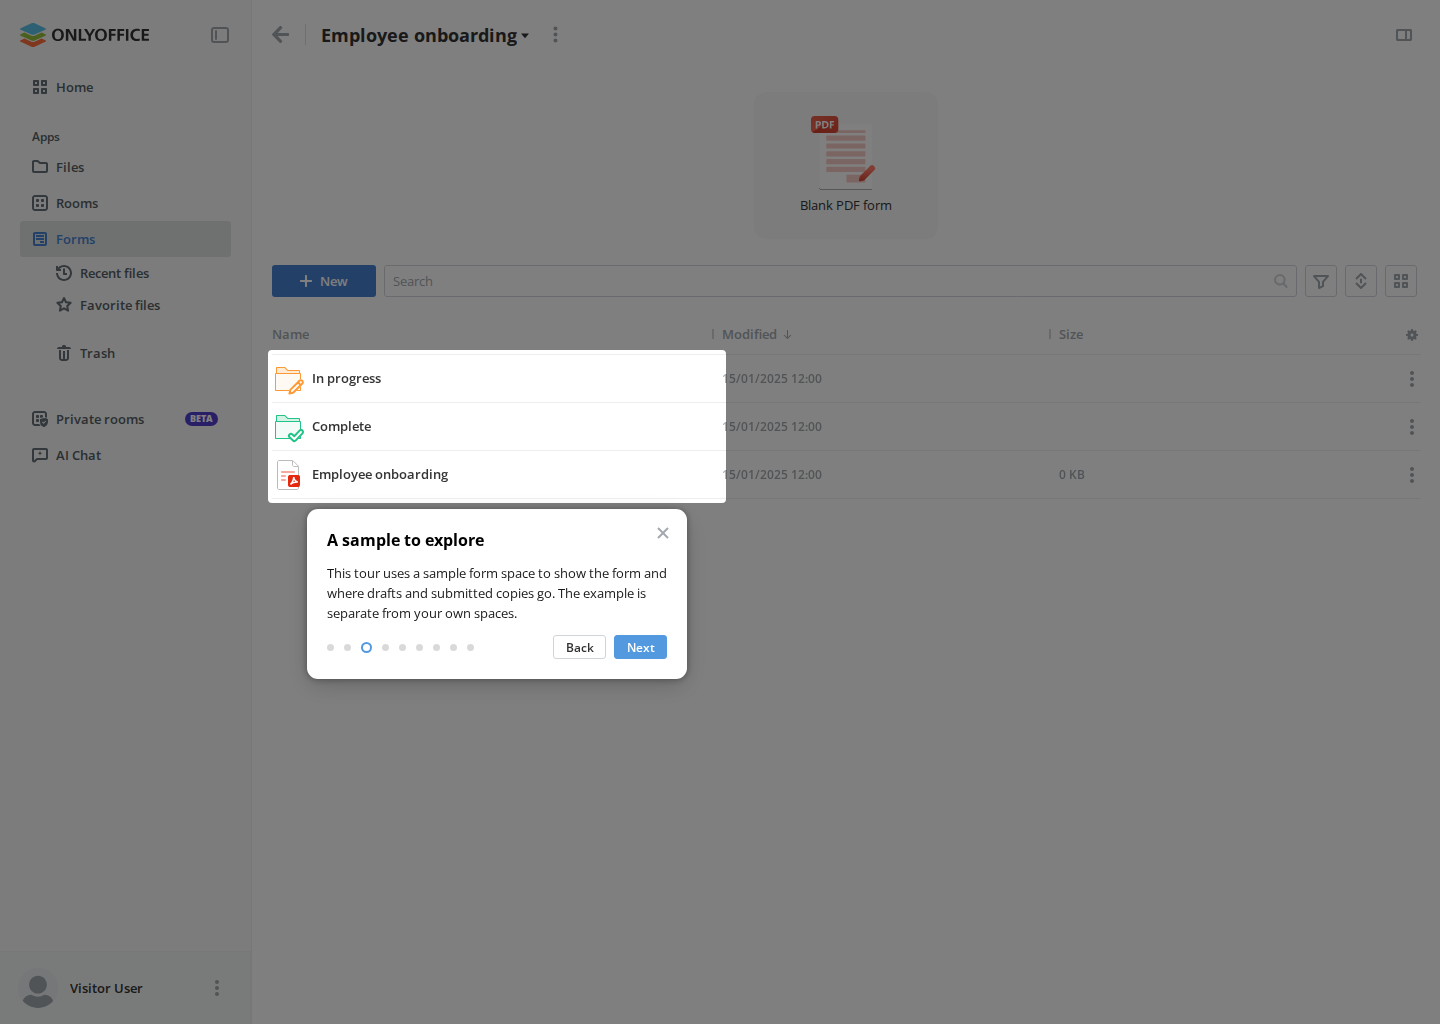 ONLYOFFICE
Employee onboarding
Home
Apps
Files
Rooms
Forms
Recent files
Favorite files
Trash
Private rooms BETA
AI Chat
PDF
Blank PDF form
New
Search
Name Modified Size
In progress 15/01/2025 12:00
Complete 15/01/2025 12:00
Employee onboarding 15/01/2025 12:00 0 KB
A sample to explore
This tour uses a sample form space to show the form and
where drafts and submitted copies go. The example is
separate from your own spaces.
Back Next
Visitor User